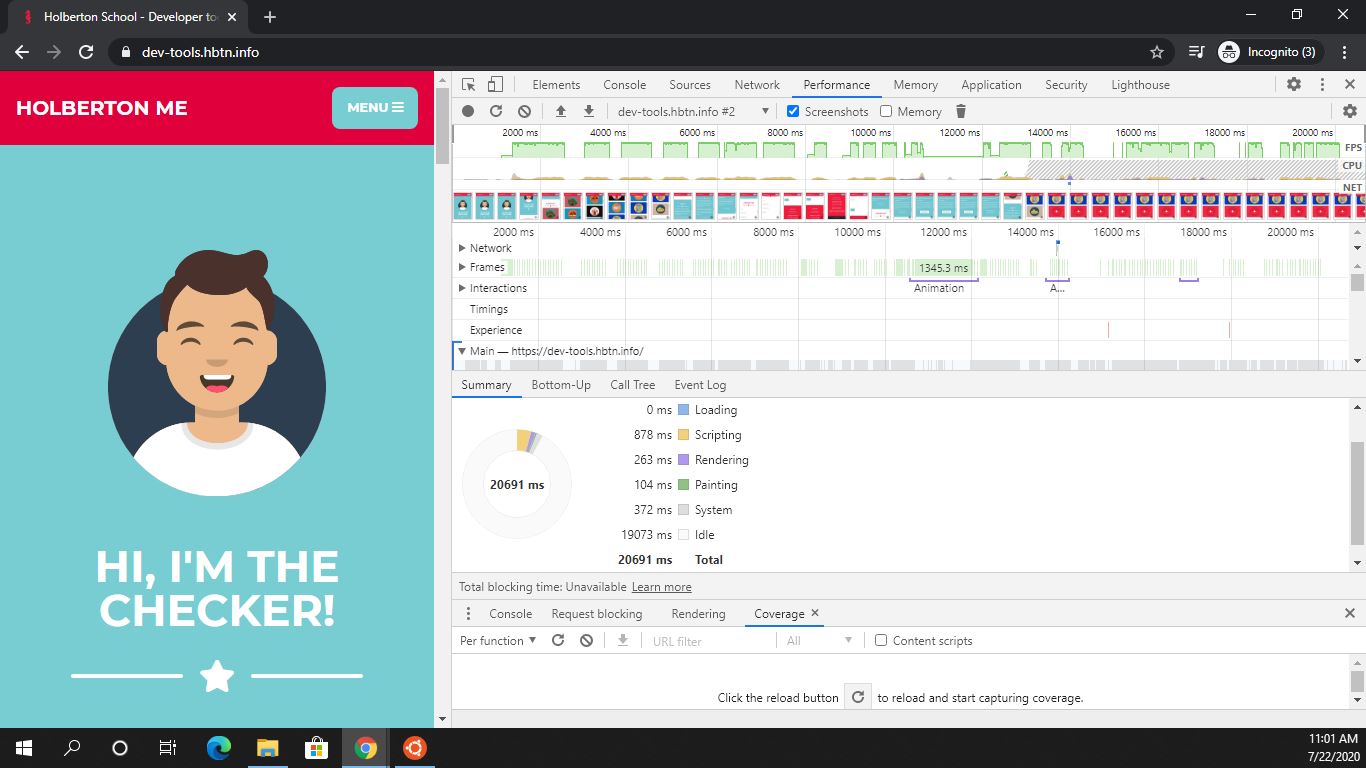 Holberton School - Developer to
dev-tools.hbtn.info
Incognito (3)
HOLBERTON ME
MENU
HI, I'M THE
CHECKER!
Elements Console Sources Network Performance Memory Application Security Lighthouse
dev-tools.hbtn.info #2 Screenshots Memory
2000 ms 4000 ms 6000 ms 8000 ms 10000 ms 12000 ms 14000 ms 16000 ms 18000 ms 20000 ms
FPS
CPU
NET
2000 ms 4000 ms 6000 ms 8000 ms 10000 ms 12000 ms 14000 ms 16000 ms 18000 ms 20000 ms
Network
Frames 1345.3 ms
Interactions Animation A...
Timings
Experience
Main — https://dev-tools.hbtn.info/
Summary Bottom-Up Call Tree Event Log
20691 ms
0 ms Loading
878 ms Scripting
263 ms Rendering
104 ms Painting
372 ms System
19073 ms Idle
20691 ms Total
Total blocking time: Unavailable Learn more
Console Request blocking Rendering Coverage
Per function URL filter All Content scripts
Click the reload button to reload and start capturing coverage.
11:01 AM
7/22/2020